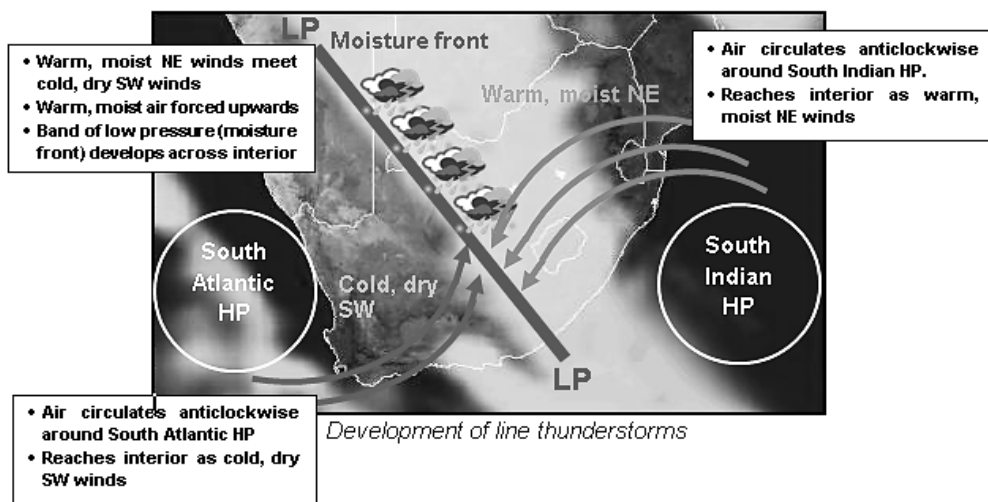 LP
Moisture front
• Warm, moist NE winds meet
cold, dry SW winds
• Warm, moist air forced upwards
• Band of low pressure (moisture
front) develops across interior
• Air circulates anticlockwise
around South Indian HP.
• Reaches interior as warm,
moist NE winds
Warm, moist NE
South
Atlantic
HP
Cold, dry
SW
South
Indian
HP
LP
• Air circulates anticlockwise
around South Atlantic HP
• Reaches interior as cold, dry
SW winds
Development of line thunderstorms